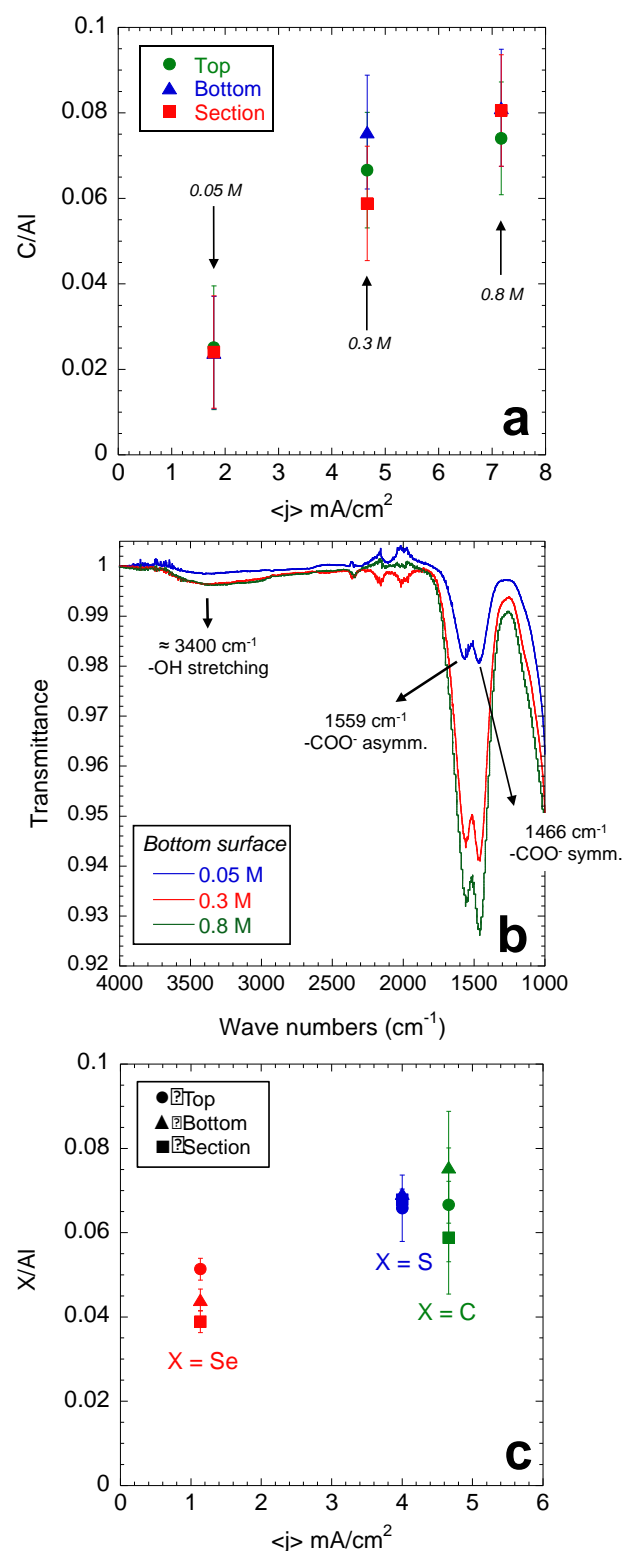 0.1
Top
Bottom
Section
0.08
0.05 M
0.06
C/Al
0.04
0.8 M
0.3 M
0.02
0
a
0 1 2 3 4 5 6 7 8
<j> mA/cm²
1
0.99
≈ 3400 cm⁻¹
-OH stretching
0.98
1559 cm⁻¹
-COO⁻ asymm.
0.97
Transmittance
0.96
0.95
1466 cm⁻¹
-COO⁻ symm.
Bottom surface
0.05 M
0.94
0.3 M
0.8 M
0.93
b
0.92
4000 3500 3000 2500 2000 1500 1000
Wave numbers (cm⁻¹)
0.1
Top
Bottom
Section
0.08
0.06
X/Al
X = S
X = C
0.04
X = Se
0.02
0
c
0 1 2 3 4 5 6
<j> mA/cm²